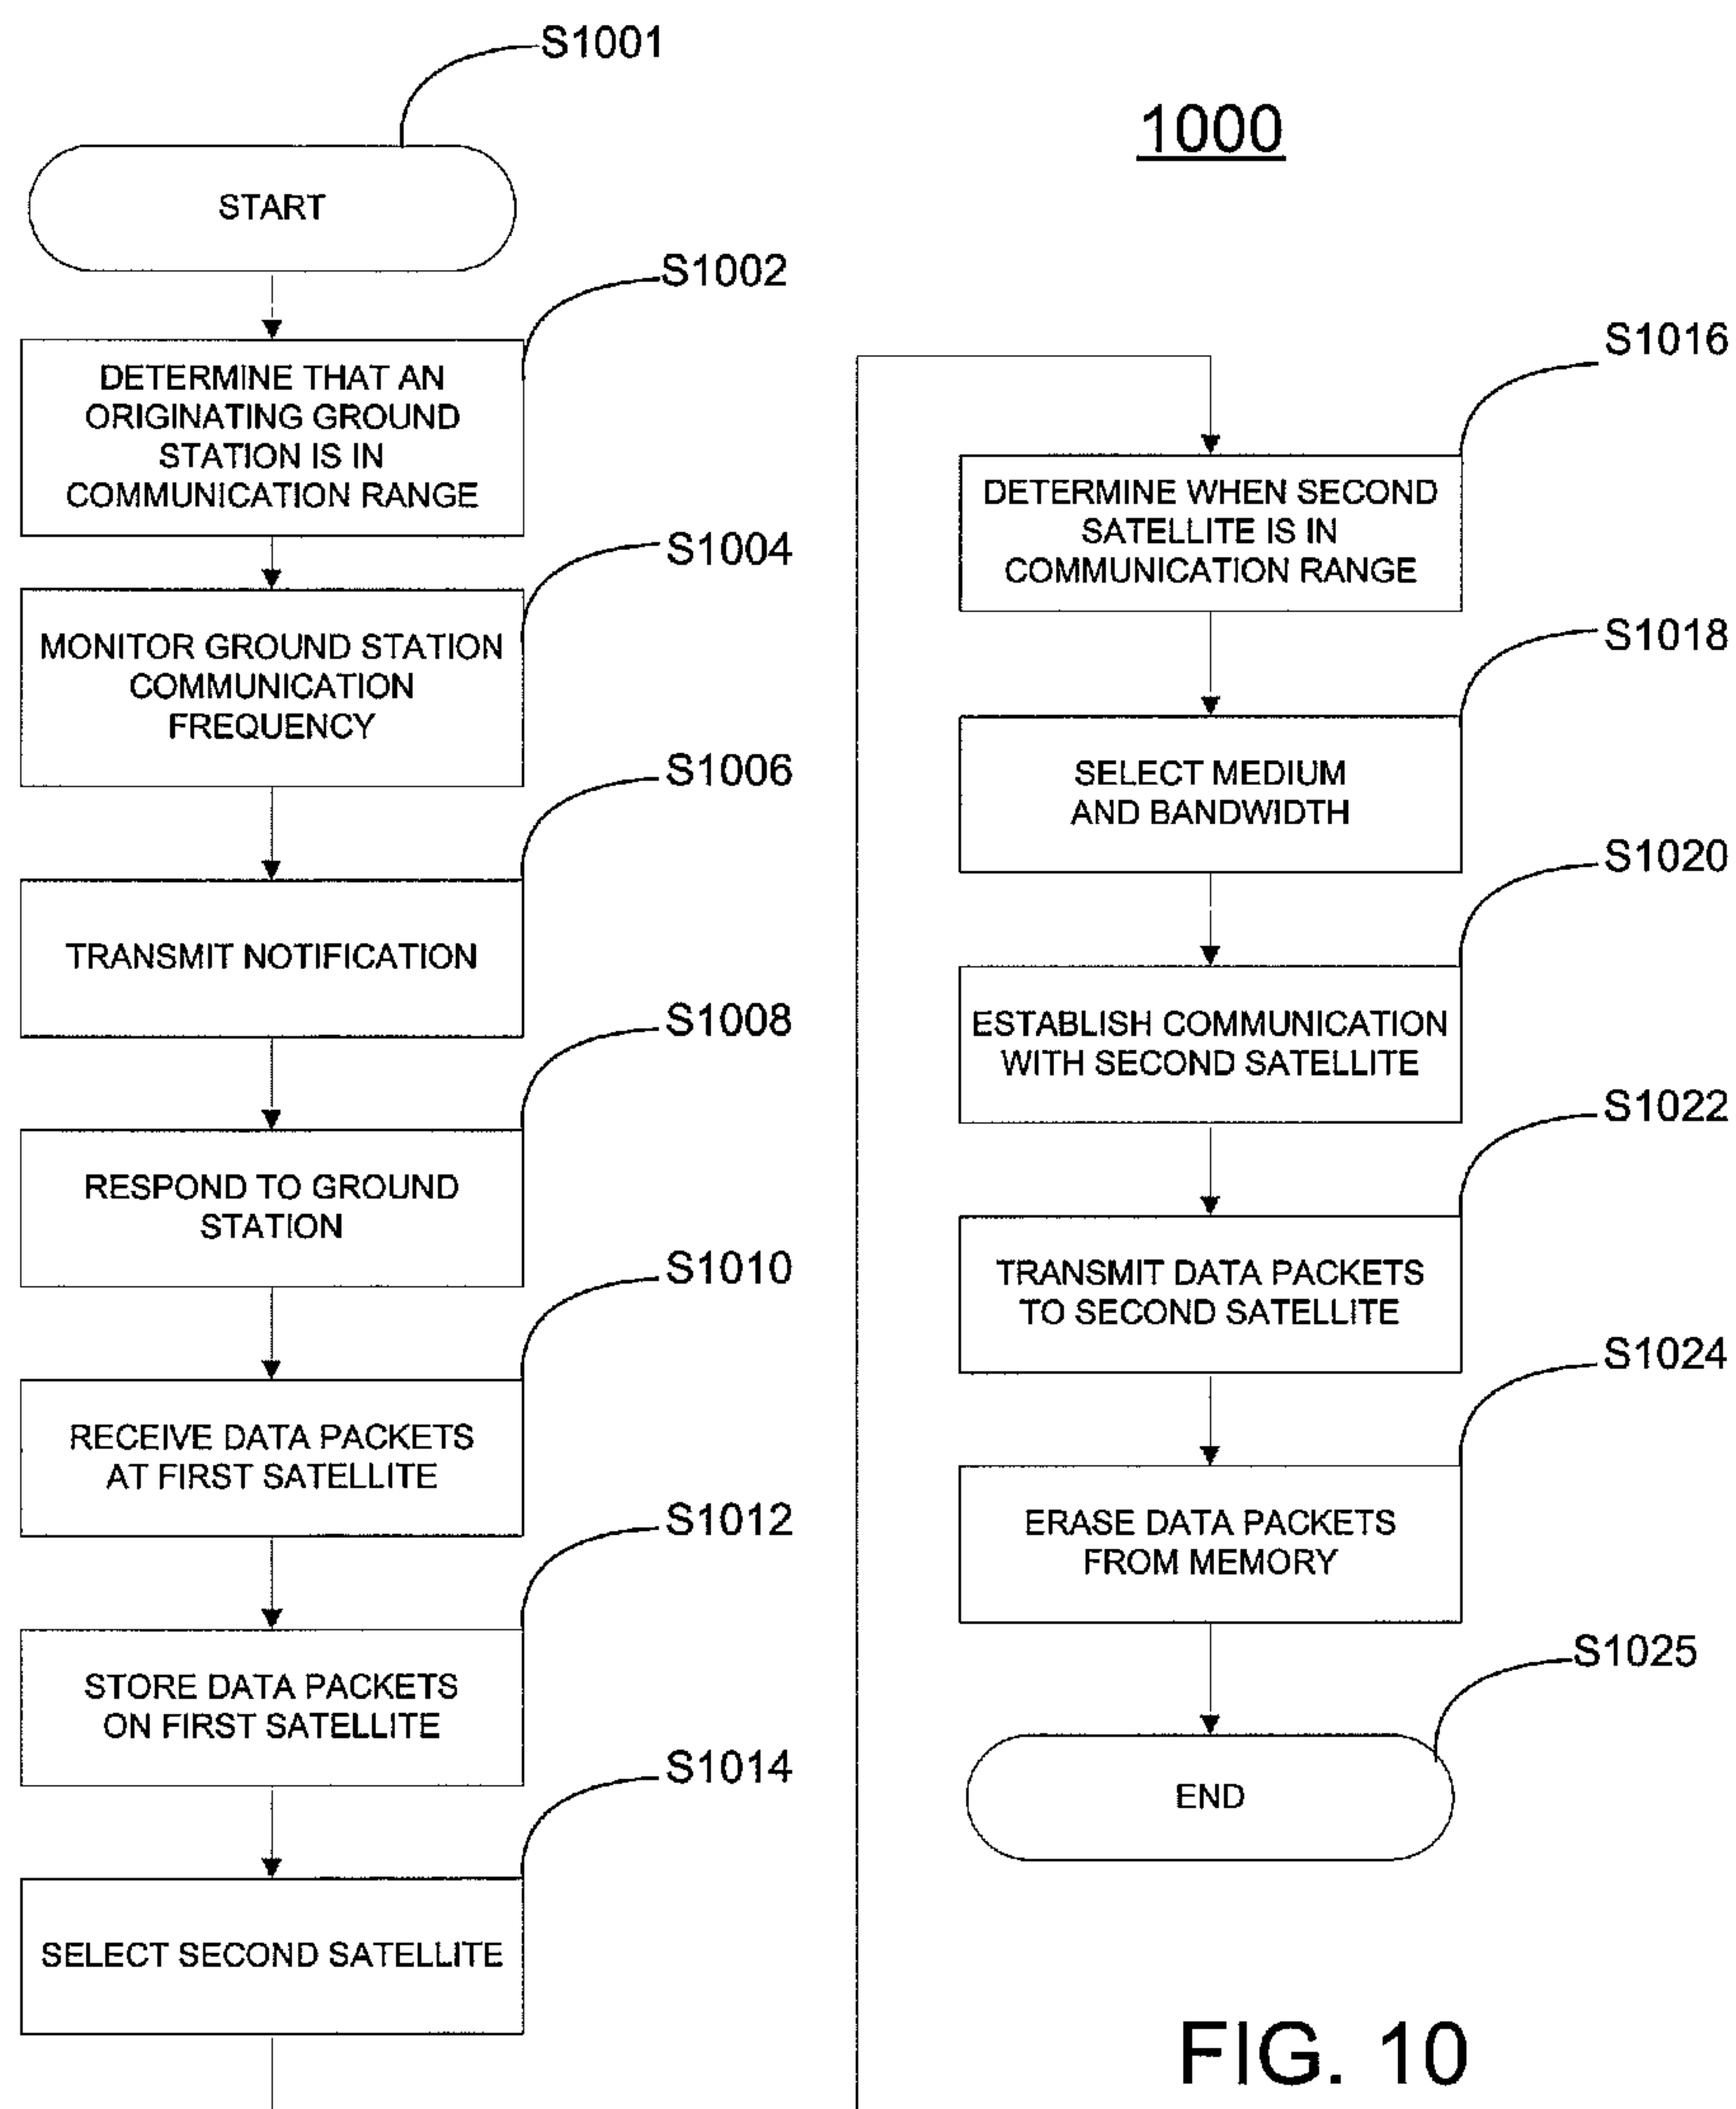 1000
S1001
START
S1002
DETERMINE THAT AN
ORIGINATING GROUND
STATION IS IN
COMMUNICATION RANGE
S1004
MONITOR GROUND STATION
COMMUNICATION
FREQUENCY
S1006
TRANSMIT NOTIFICATION
S1008
RESPOND TO GROUND
STATION
S1010
RECEIVE DATA PACKETS
AT FIRST SATELLITE
S1012
STORE DATA PACKETS
ON FIRST SATELLITE
S1014
SELECT SECOND SATELLITE
S1016
DETERMINE WHEN SECOND
SATELLITE IS IN
COMMUNICATION RANGE
S1018
SELECT MEDIUM
AND BANDWIDTH
S1020
ESTABLISH COMMUNICATION
WITH SECOND SATELLITE
S1022
TRANSMIT DATA PACKETS
TO SECOND SATELLITE
S1024
ERASE DATA PACKETS
FROM MEMORY
S1025
END
FIG. 10